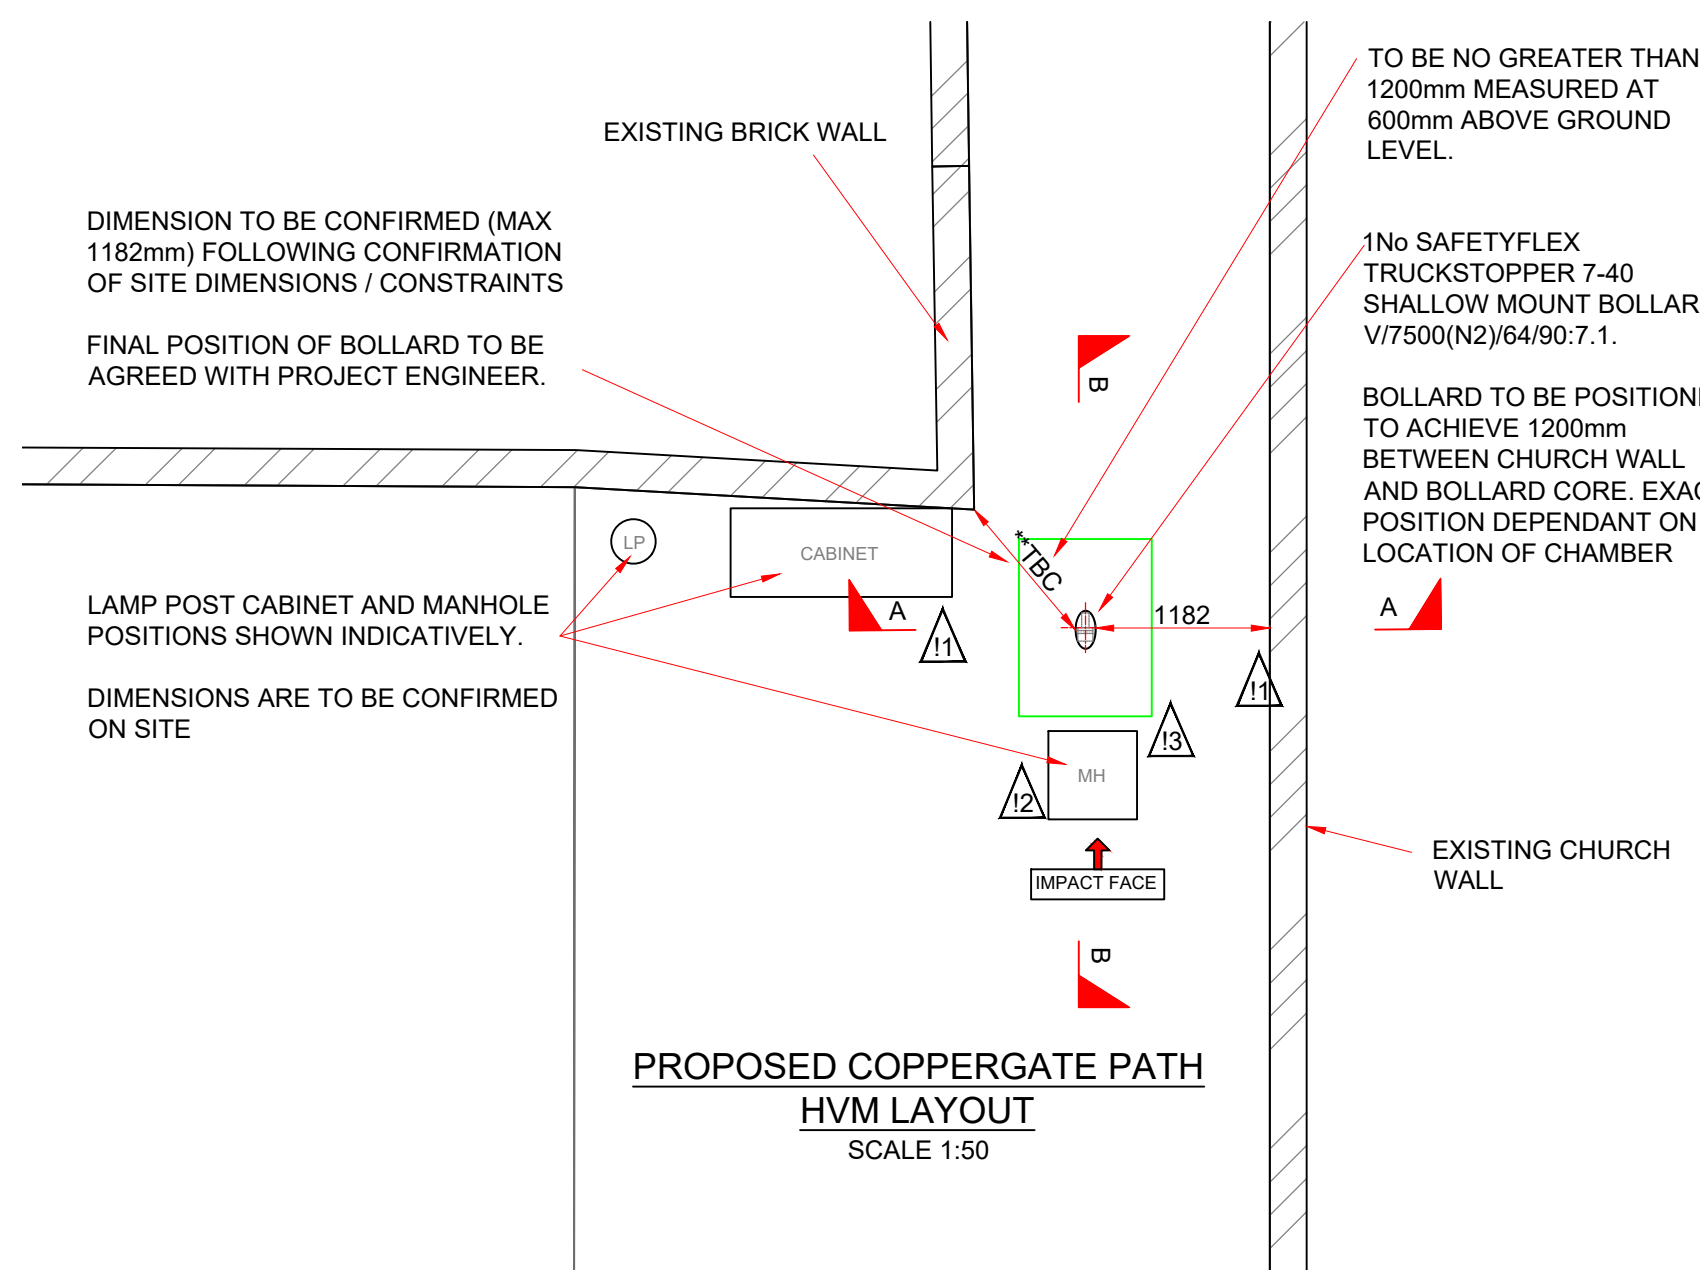 TO BE NO GREATER THAN
1200mm MEASURED AT
600mm ABOVE GROUND
LEVEL.
EXISTING BRICK WALL
DIMENSION TO BE CONFIRMED (MAX
1182mm) FOLLOWING CONFIRMATION
OF SITE DIMENSIONS / CONSTRAINTS
FINAL POSITION OF BOLLARD TO BE
AGREED WITH PROJECT ENGINEER.
1No SAFETYFLEX
TRUCKSTOPPER 7-40
SHALLOW MOUNT BOLLAR
V/7500(N2)/64/90:7.1.
BOLLARD TO BE POSITION
TO ACHIEVE 1200mm
BETWEEN CHURCH WALL
AND BOLLARD CORE. EXA
POSITION DEPENDANT ON
LOCATION OF CHAMBER
B
LP
CABINET
**TBC
1182
A
A
!1
!1
LAMP POST CABINET AND MANHOLE
POSITIONS SHOWN INDICATIVELY.
DIMENSIONS ARE TO BE CONFIRMED
ON SITE
!3
MH
!2
IMPACT FACE
EXISTING CHURCH
WALL
B
PROPOSED COPPERGATE PATH
HVM LAYOUT
SCALE 1:50